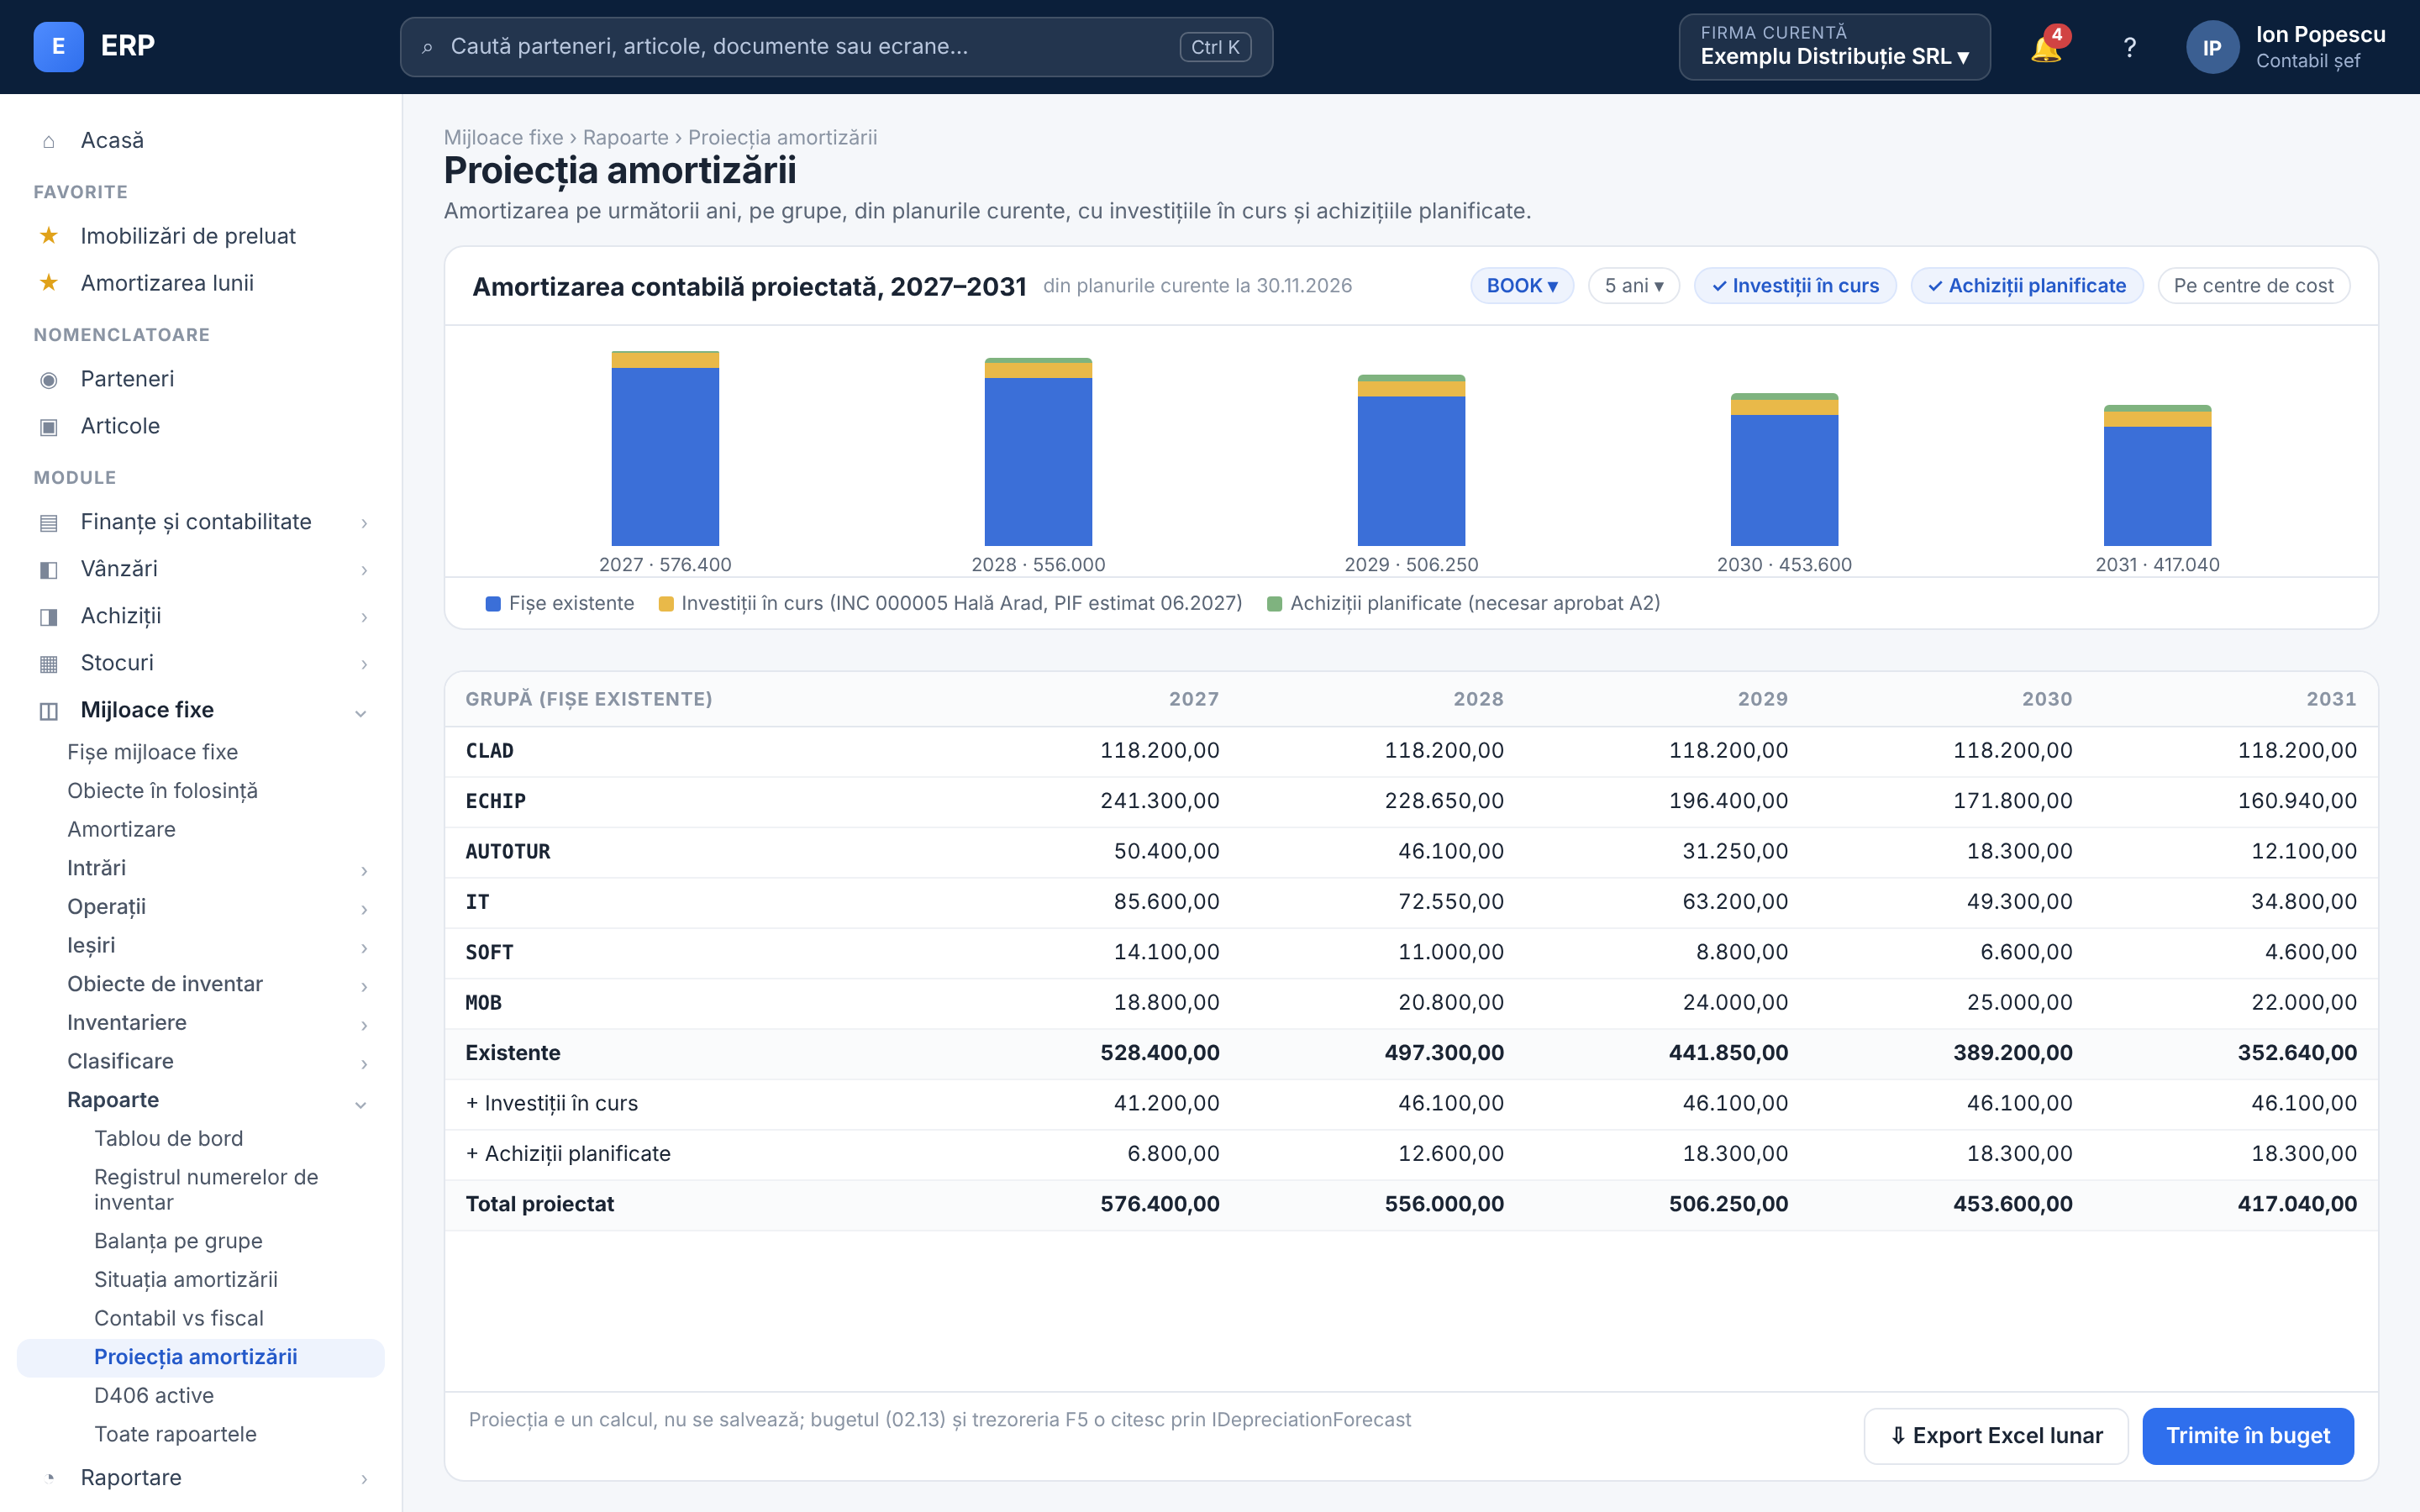 E ERP
Caută parteneri, articole, documente sau ecrane... Ctrl K
FIRMA CURENTĂ
Exemplu Distribuție SRL ▾
4
?
IP
Ion Popescu
Contabil șef
Acasă
FAVORITE
★ Imobilizări de preluat
★ Amortizarea lunii
NOMENCLATOARE
Parteneri
Articole
MODULE
Finanțe și contabilitate ›
Vânzări ›
Achiziții ›
Stocuri ›
Mijloace fixe
Fișe mijloace fixe
Obiecte în folosință
Amortizare
Intrări ›
Operații ›
Ieșiri ›
Obiecte de inventar ›
Inventariere ›
Clasificare ›
Rapoarte
Tablou de bord
Registrul numerelor de
inventar
Balanța pe grupe
Situația amortizării
Contabil vs fiscal
Proiecția amortizării
D406 active
Toate rapoartele
Raportare ›
Mijloace fixe › Rapoarte › Proiecția amortizării
Proiecția amortizării
Amortizarea pe următorii ani, pe grupe, din planurile curente, cu investițiile în curs și achizițiile planificate.
Amortizarea contabilă proiectată, 2027–2031 din planurile curente la 30.11.2026 BOOK ▾ 5 ani ▾ ✓ Investiții în curs ✓ Achiziții planificate Pe centre de cost
2027 · 576.400 2028 · 556.000 2029 · 506.250 2030 · 453.600 2031 · 417.040
Fișe existente Investiții în curs (INC 000005 Hală Arad, PIF estimat 06.2027) Achiziții planificate (necesar aprobat A2)
GRUPĂ (FIȘE EXISTENTE) 2027 2028 2029 2030 2031
CLAD 118.200,00 118.200,00 118.200,00 118.200,00 118.200,00
ECHIP 241.300,00 228.650,00 196.400,00 171.800,00 160.940,00
AUTOTUR 50.400,00 46.100,00 31.250,00 18.300,00 12.100,00
IT 85.600,00 72.550,00 63.200,00 49.300,00 34.800,00
SOFT 14.100,00 11.000,00 8.800,00 6.600,00 4.600,00
MOB 18.800,00 20.800,00 24.000,00 25.000,00 22.000,00
Existente 528.400,00 497.300,00 441.850,00 389.200,00 352.640,00
+ Investiții în curs 41.200,00 46.100,00 46.100,00 46.100,00 46.100,00
+ Achiziții planificate 6.800,00 12.600,00 18.300,00 18.300,00 18.300,00
Total proiectat 576.400,00 556.000,00 506.250,00 453.600,00 417.040,00
Proiecția e un calcul, nu se salvează; bugetul (02.13) și trezoreria F5 o citesc prin IDepreciationForecast
⇩ Export Excel lunar
Trimite în buget